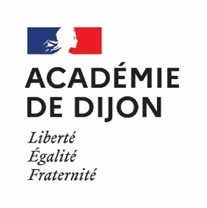 ACADÉMIE
DE DIJON
Liberté
Égalité
Fraternité